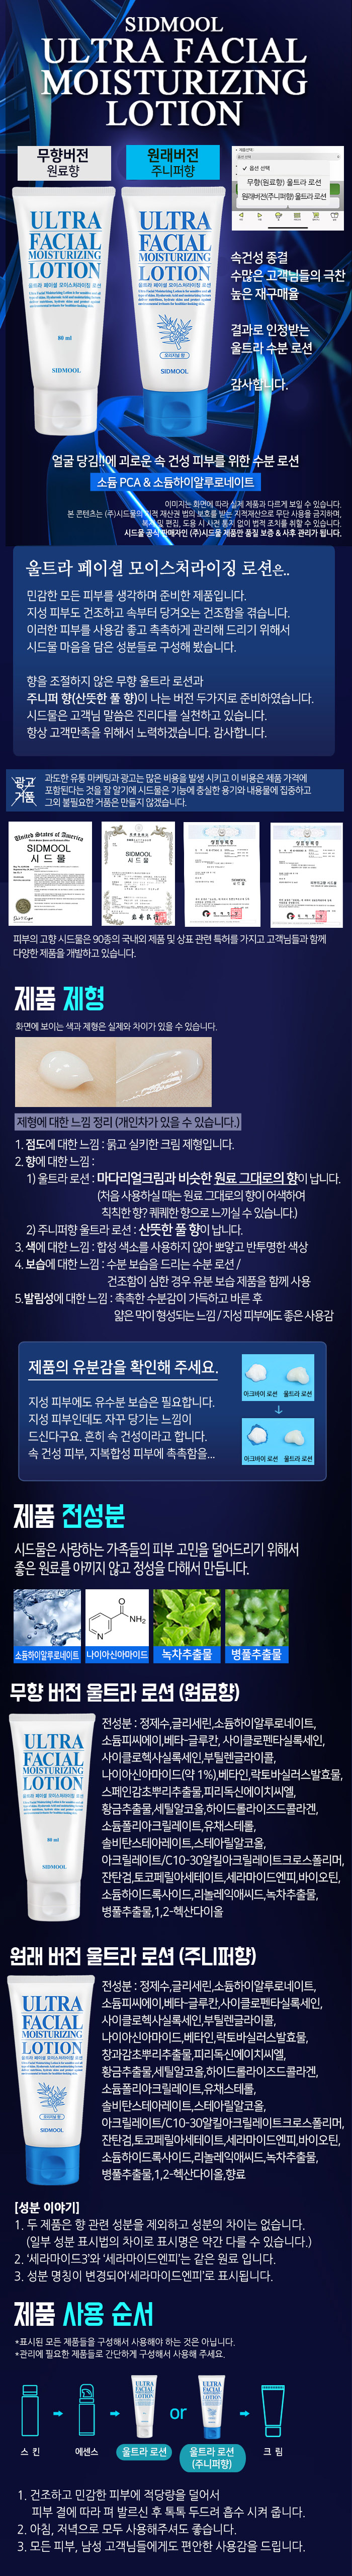 SIDMOOL
ULTRA FACIAL
MOISTURIZING
LOTION
무향버전
원료향
원래버전
주니퍼향
옵션 선택
✓ 옵션 선택
무향(원료향) 울트라 로션
원래버전(주니퍼향)울트라 로션
ULTRA
FACIAL
MOISTURIZING
LOTION
울트라 페이셜 모이스처라이징 로션
80 ml
SIDMOOL
ULTRA
FACIAL
MOISTURIZING
LOTION
울트라 페이셜 모이스처라이징 로션
오리지널 향
SIDMOOL
속건성 종결
수많은 고객님들의 극찬
높은 재구매율
결과로 인정받는
울트라 수분 로션
감사합니다.
얼굴 당김!!에 괴로운 속 건성 피부를 위한 수분 로션
소듐 PCA & 소듐하이알루로네이트
이미지는 화면에 따라 실제 제품과 다르게 보일 수 있습니다.
본 콘텐츠는 (주)시드물의 지적 재산권 법의 보호를 받는 지적재산으로 무단 사용을 금지하며,
복제 및 편집, 도용 시 사전 통지 없이 법적 조치를 취할 수 있습니다.
시드물 공식 판매자인 (주)시드물 제품만 품질 보증 & 사후 관리가 됩니다.
울트라 페이셜 모이스처라이징 로션은..
민감한 모든 피부를 생각하며 준비한 제품입니다.
지성 피부도 건조하고 속부터 당겨오는 건조함을 겪습니다.
이러한 피부를 사용감 좋고 촉촉하게 관리해 드리기 위해서
시드물 마음을 담은 성분들로 구성해 봤습니다.
향을 조절하지 않은 무향 울트라 로션과
주니퍼 향(산뜻한 풀 향)이 나는 버전 두가지로 준비하였습니다.
시드물은 고객님 말씀은 진리다를 실천하고 있습니다.
항상 고객만족을 위해서 노력하겠습니다. 감사합니다.
광고
거품
과도한 유통 마케팅과 광고는 많은 비용을 발생 시키고 이 비용은 제품 가격에
포함된다는 것을 잘 알기에 시드물은 기능에 충실한 용기와 내용물에 집중하고
그외 불필요한 거품은 만들지 않겠습니다.
United States of America
SIDMOOL
시 드 물
SIDMOOL
시드물
상표등록증
상표등록증
피부의 고향 시드물은 90종의 국내외 제품 및 상표 관련 특허를 가지고 고객님들과 함께
다양한 제품을 개발하고 있습니다.
제품 제형
화면에 보이는 색과 제형은 실제와 차이가 있을 수 있습니다.
제형에 대한 느낌 정리 (개인차가 있을 수 있습니다.)
1. 점도에 대한 느낌 : 묽고 실키한 크림 제형입니다.
2. 향에 대한 느낌 :
1) 울트라 로션 : 마다리얼크림과 비슷한 원료 그대로의 향이 납니다.
(처음 사용하실 때는 원료 그대로의 향이 어색하여
칙칙한 향? 퀘퀘한 향으로 느끼실 수 있습니다.)
2) 주니퍼향 울트라 로션 : 산뜻한 풀 향이 납니다.
3. 색에 대한 느낌 : 합성 색소를 사용하지 않아 뽀얗고 반투명한 색상
4. 보습에 대한 느낌 : 수분 보습을 드리는 수분 로션 /
건조함이 심한 경우 유분 보습 제품을 함께 사용
5.발림성에 대한 느낌 : 촉촉한 수분감이 가득하고 바른 후
얇은 막이 형성되는 느낌 / 지성 피부에도 좋은 사용감
제품의 유분감을 확인해 주세요.
지성 피부에도 유수분 보습은 필요합니다.
지성 피부인데도 자꾸 당기는 느낌이
드신다구요. 흔히 속 건성이라고 합니다.
속 건성 피부, 지복합성 피부에 촉촉함을...
아크바이 로션
울트라 로션
↓
아크바이 로션
울트라 로션
제품 전성분
시드물은 사랑하는 가족들의 피부 고민을 덜어드리기 위해서
좋은 원료를 아끼지 않고 정성을 다해서 만듭니다.
소듐하이알루로네이트
나이아신아마이드
녹차추출물
병풀추출물
무향 버전 울트라 로션 (원료향)
ULTRA
FACIAL
MOISTURIZING
LOTION
울트라 페이셜 모이스처라이징 로션
80 ml
SIDMOOL
전성분 : 정제수,글리세린,소듐하이알루로네이트,
소듐피씨에이,베타-글루칸, 사이클로펜타실록세인,
사이클로헥사실록세인,부틸렌글라이콜,
나이아신아마이드(약 1%),베타인,락토바실러스발효물,
스페인감초뿌리추출물,피리독신에이치씨엘,
황금추출물,세틸알코올,하이드롤라이즈드콜라겐,
소듐폴리아크릴레이트,유채스테롤,
솔비탄스테아레이트,스테아릴알코올,
아크릴레이트/C10-30알킬아크릴레이트크로스폴리머,
잔탄검,토코페릴아세테이트,세라마이드엔피,바이오틴,
소듐하이드록사이드,리놀레익애씨드,녹차추출물,
병풀추출물,1,2-헥산다이올
원래 버전 울트라 로션 (주니퍼향)
ULTRA
FACIAL
MOISTURIZING
LOTION
울트라 페이셜 모이스처라이징 로션
오리지널 향
SIDMOOL
전성분 : 정제수,글리세린,소듐하이알루로네이트,
소듐피씨에이,베타-글루칸,사이클로펜타실록세인,
사이클로헥사실록세인,부틸렌글라이콜,
나이아신아마이드,베타인,락토바실러스발효물,
창과감초뿌리추출물,피리독신에이치씨엘,
황금추출물,세틸알코올,하이드롤라이즈드콜라겐,
소듐폴리아크릴레이트,유채스테롤,
솔비탄스테아레이트,스테아릴알코올,
아크릴레이트/C10-30알킬아크릴레이트크로스폴리머,
잔탄검,토코페릴아세테이트,세라마이드엔피,바이오틴,
소듐하이드록사이드,리놀레익애씨드,녹차추출물,
병풀추출물,1,2-헥산다이올,향료
[성분 이야기]
1. 두 제품은 향 관련 성분을 제외하고 성분의 차이는 없습니다.
(일부 성분 표시법의 차이로 표시명은 약간 다를 수 있습니다.)
2. ‘세라마이드3’와 ‘세라마이드엔피’는 같은 원료 입니다.
3. 성분 명칭이 변경되어‘세라마이드엔피’로 표시됩니다.
제품 사용 순서
*표시된 모든 제품들을 구성해서 사용해야 하는 것은 아닙니다.
*관리에 필요한 제품들로 간단하게 구성해서 사용해 주세요.
ULTRA
FACIAL
MOISTURIZING
LOTION
SIDMOOL
or
ULTRA
FACIAL
MOISTURIZING
LOTION
SIDMOOL
스 킨
에센스
울트라 로션
울트라 로션
(주니퍼향)
크 림
1. 건조하고 민감한 피부에 적당량을 덜어서
피부 결에 따라 펴 발르신 후 톡톡 두드려 흡수 시켜 줍니다.
2. 아침, 저녁으로 모두 사용해주셔도 좋습니다.
3. 모든 피부, 남성 고객님들에게도 편안한 사용감을 드립니다.